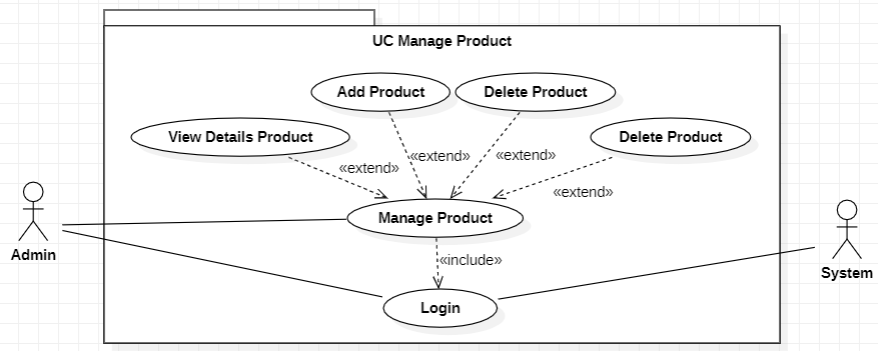 UC Manage Product
Add Product
Delete Product
View Details Product
Delete Product
«extend»
«extend»
«extend»
«extend»
Manage Product
Admin
«include»
System
Login